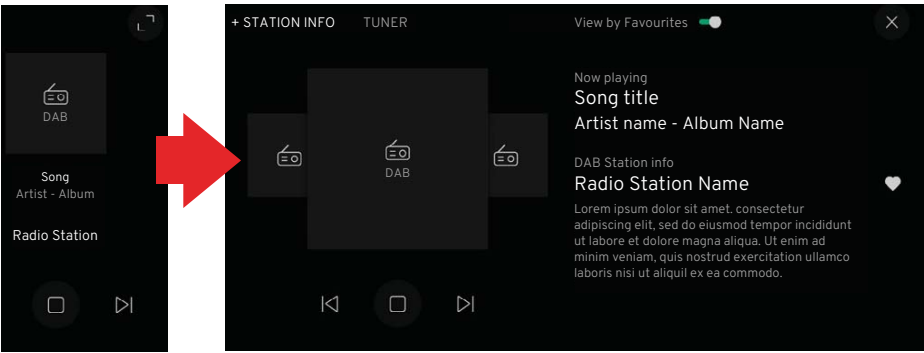 DAB
Song
Artist - Album
Radio Station
+ STATION INFO
TUNER
View by Favourites
DAB
Now playing
Song title
Artist name - Album Name
DAB Station info
Radio Station Name
Lorem ipsum dolor sit amet. consectetur
adipiscing elit, sed do eiusmod tempor incididunt
ut labore et dolore magna aliqua. Ut enim ad
minim veniam, quis nostrud exercitation ullamco
laboris nisi ut aliquil ex ea commodo.